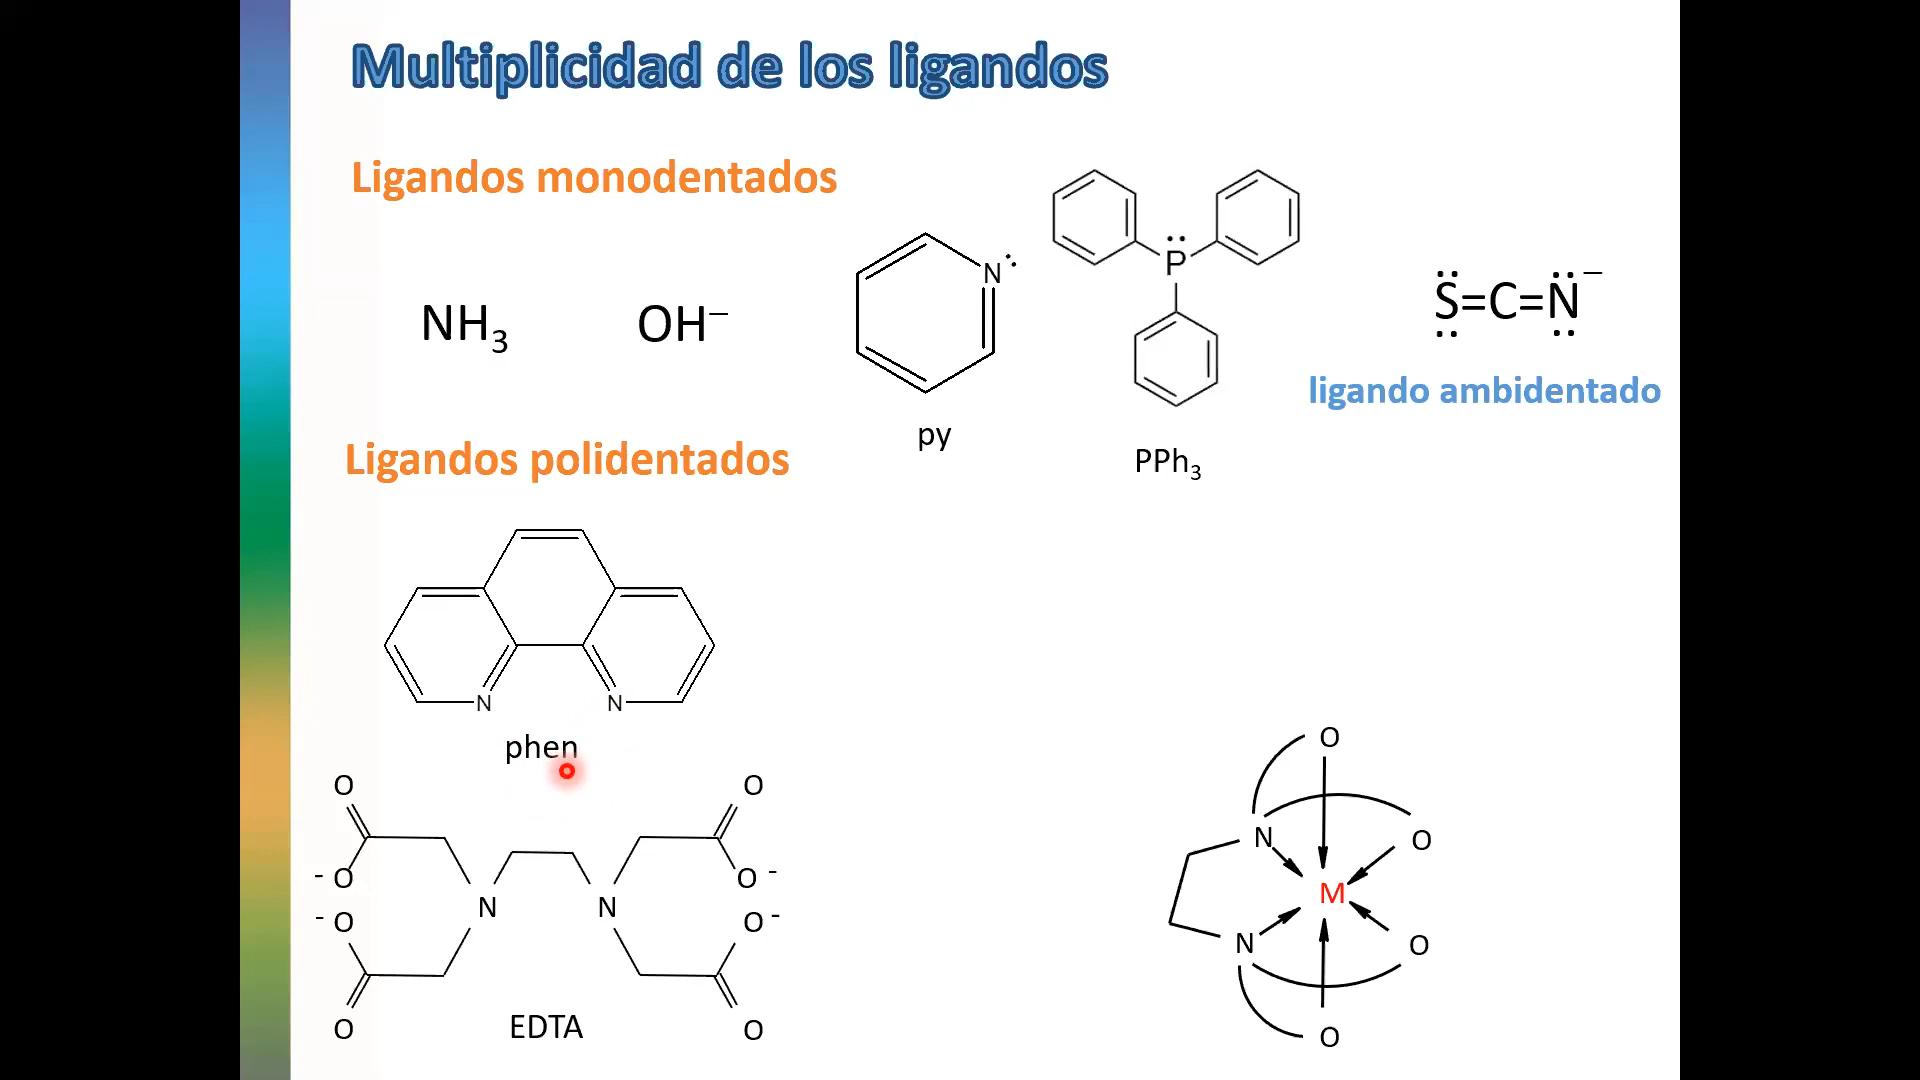 Multiplicidad de los ligandos
Ligandos monodentados
NH₃
OH⁻
N:
py
P
PPh₃
S=C=N⁻
ligando ambidentado
Ligandos polidentados
N N
phen
O O
- O O -
N N
- O O -
O O
EDTA
O
N O
M
N O
O